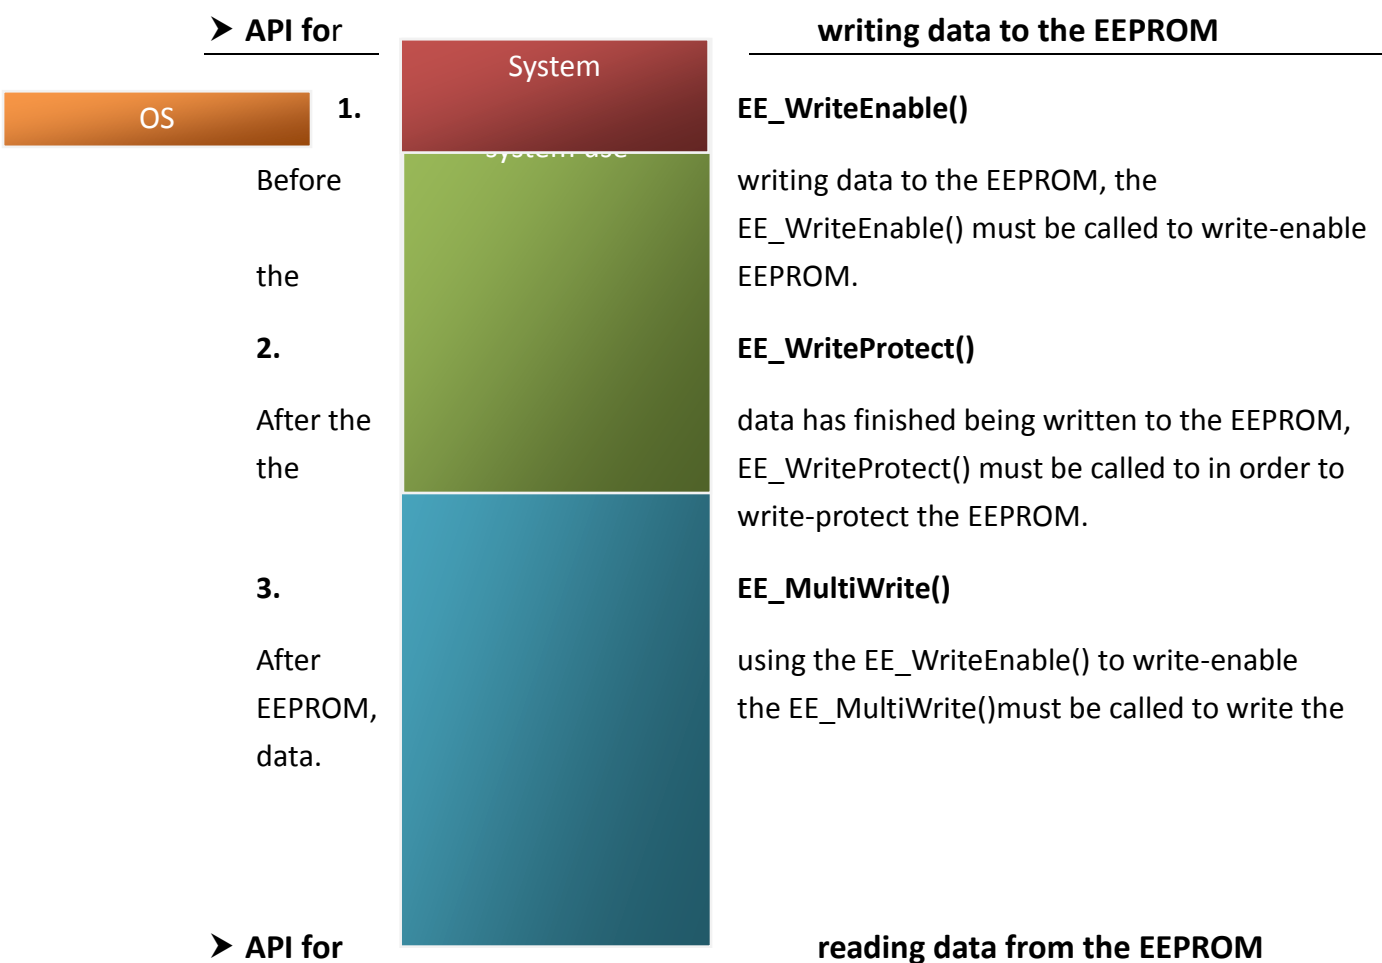 ➢ API for writing data to the EEPROM
System
OS
1. EE_WriteEnable()
system use
Before writing data to the EEPROM, the
EE_WriteEnable() must be called to write-enable
the EEPROM.
2. EE_WriteProtect()
After the data has finished being written to the EEPROM,
the EE_WriteProtect() must be called to in order to
write-protect the EEPROM.
3. EE_MultiWrite()
After using the EE_WriteEnable() to write-enable
EEPROM, the EE_MultiWrite()must be called to write the
data.
➢ API for reading data from the EEPROM